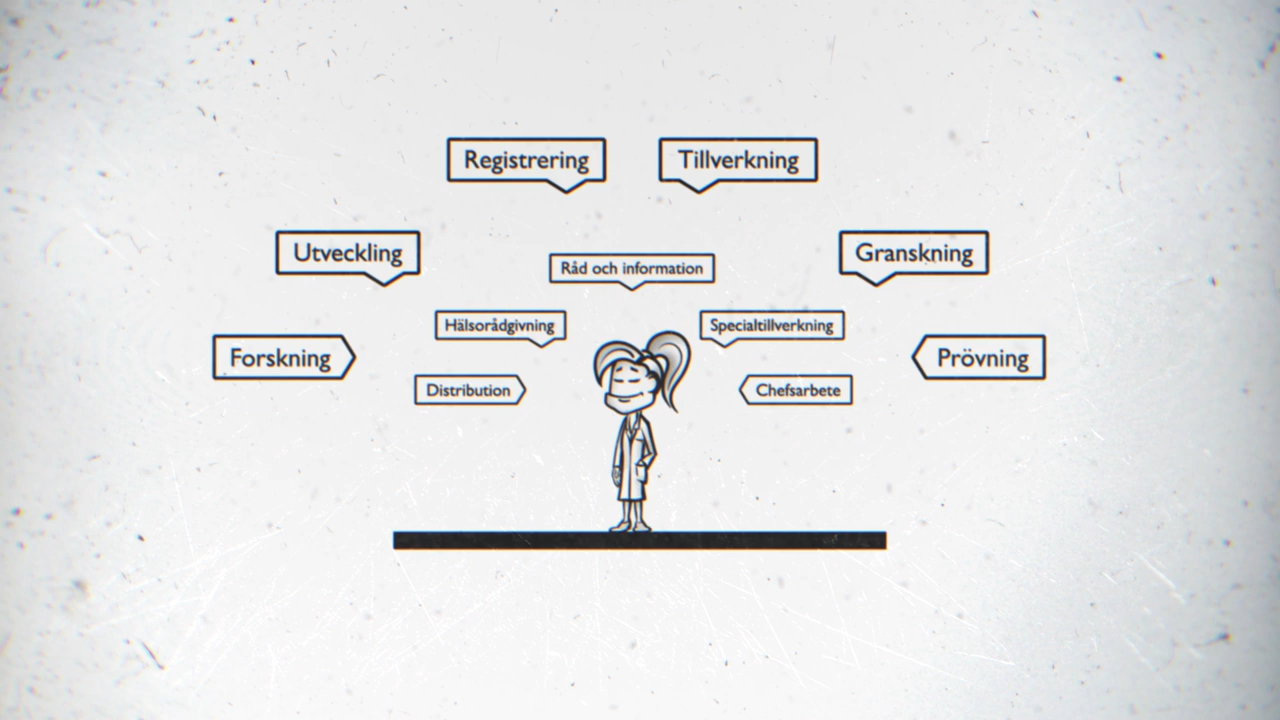 Registrering
Tillverkning
Utveckling
Granskning
Råd och information
Hälsorådgivning
Specialtillverkning
Forskning
Prövning
Distribution
Chefsarbete